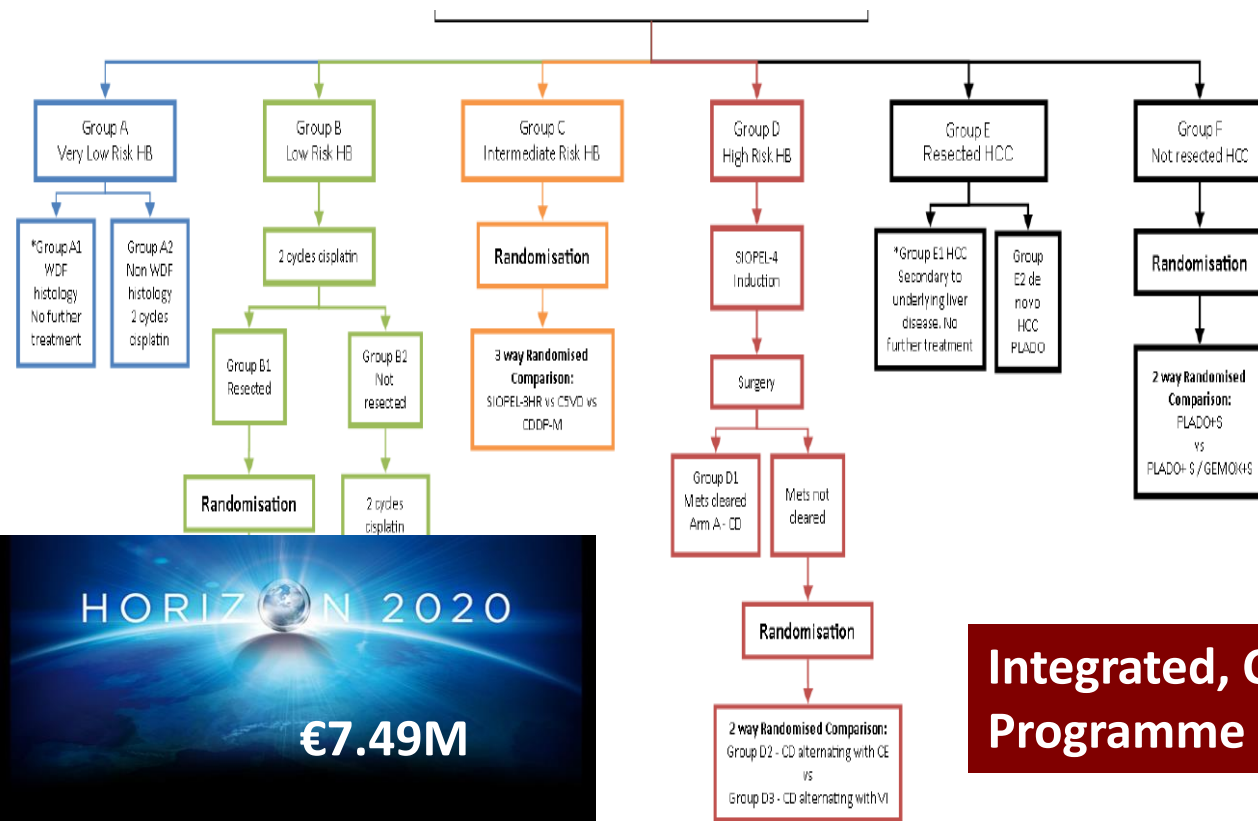 Group A
Very Low Risk HB
Group B
Low Risk HB
Group C
Intermediate Risk HB
Group D
High Risk HB
Group E
Resected HCC
Group F
Not resected HCC
*Group A1
WDF
histology
No further
treatment
Group A2
Non WDF
histology
2 cycles
cisplatin
2 cycles cisplatin
Randomisation
SIOPEL-4
Induction
*Group E1 HCC
Secondary to
underlying liver
disease. No
further treatment
Group
E2 de
novo
HCC
PLADO
Randomisation
Group B1
Resected
Group B2
Not
resected
3 way Randomised
Comparison:
SIOPEL-3HR vs C5VD vs
CDDP-M
Surgery
2 way Randomised
Comparison:
PLADO+S
vs
PLADO+ S / GEMOX+S
Randomisation
2 cycles
cisplatin
Group D1
Mets cleared
Arm A - CD
Mets not
cleared
HORIZON 2020
€7.49M
Randomisation
2 way Randomised Comparison:
Group D2 - CD alternating with CE
vs
Group D3 - CD alternating with VI
Integrated,
Programme